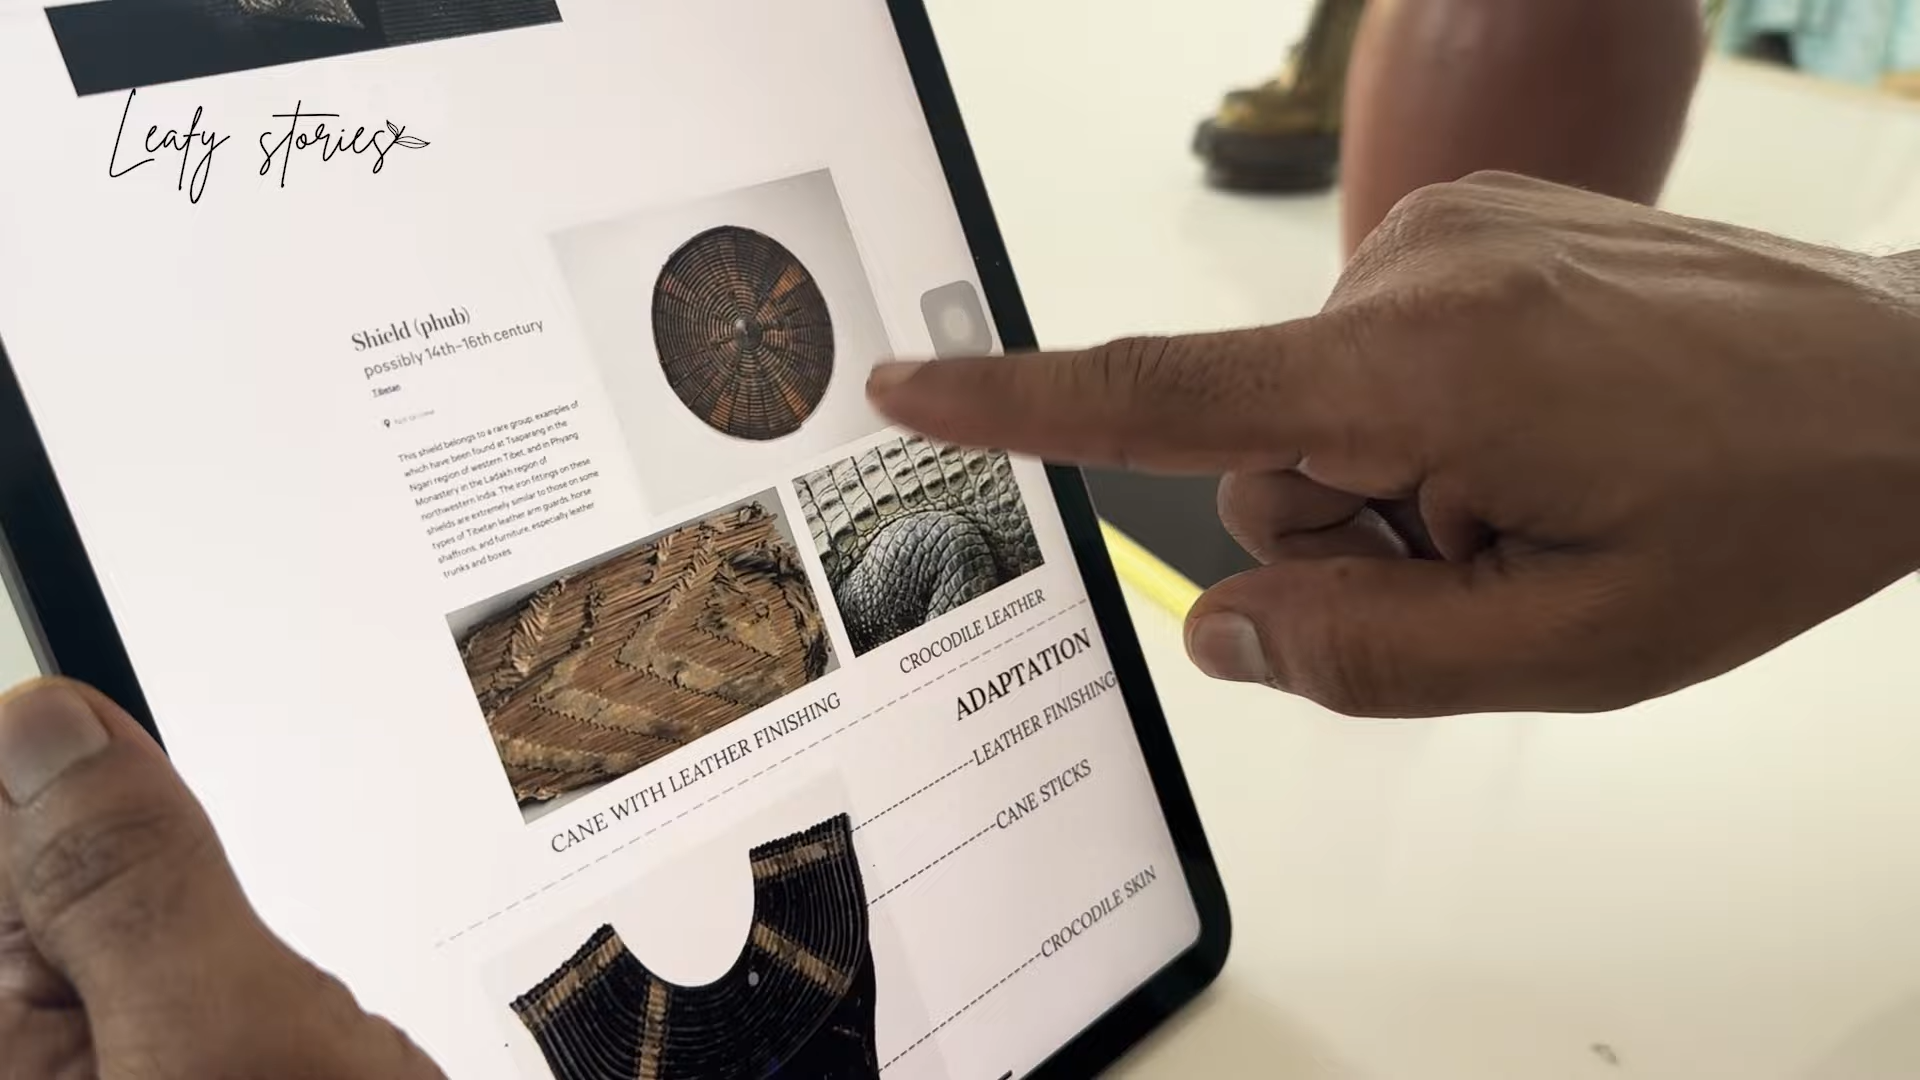 Leafy stories
Shield (phub)
possibly 14th–16th century
Tibetan
Not on view
This shield belongs to a rare group; examples of
which have been found at Tsaparang in the
Ngari region of western Tibet, and in Phyang
Monastery in the Ladakh region of
northwestern India. The iron fittings on these
shields are extremely similar to those on some
types of Tibetan leather arm guards, horse
shaffrons, and furniture, especially leather
trunks and boxes
CROCODILE LEATHER
CANE WITH LEATHER FINISHING
ADAPTATION
LEATHER FINISHING
CANE STICKS
CROCODILE SKIN